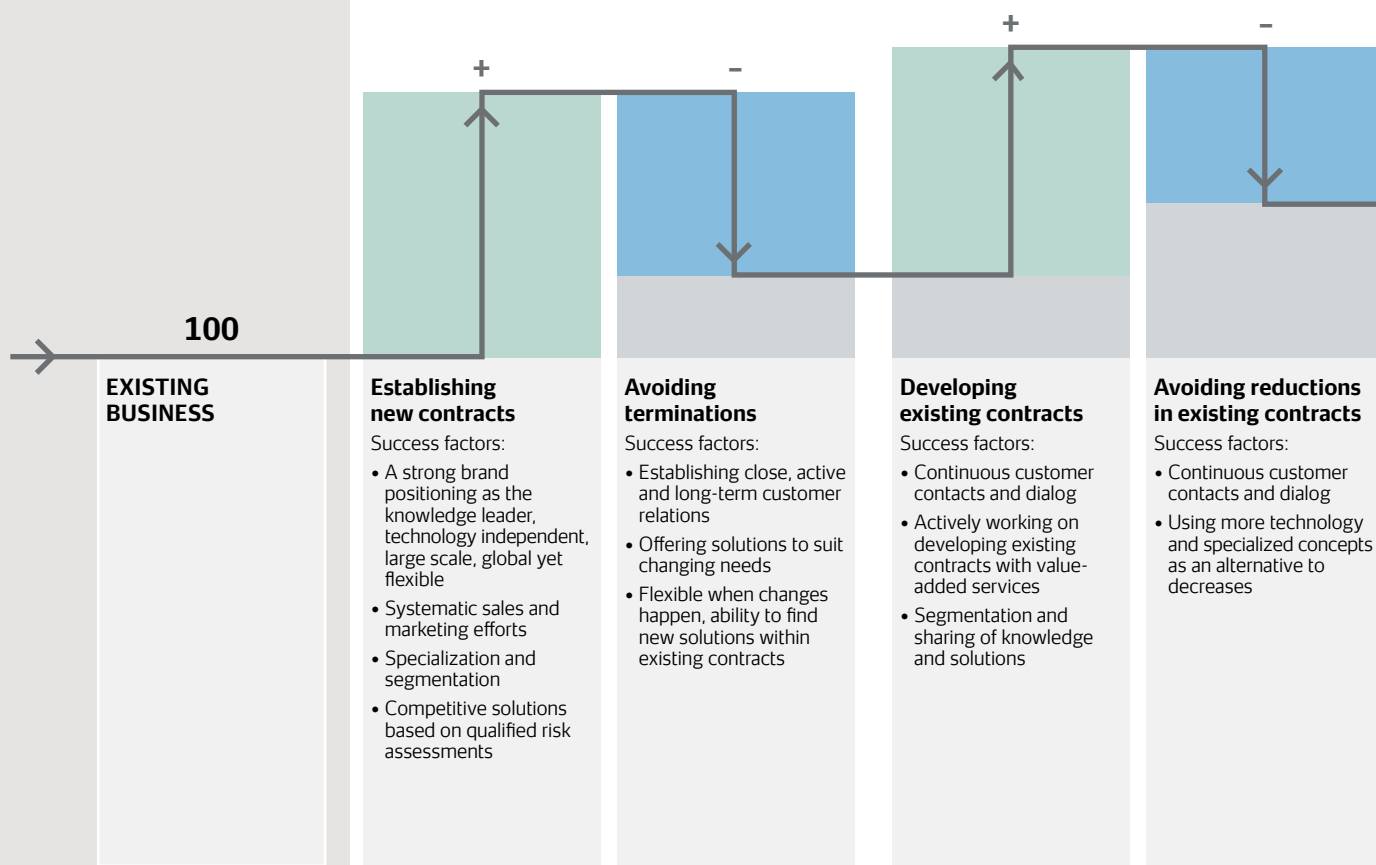 +
–
+
–
100
EXISTING
BUSINESS
Establishing
new contracts
Success factors:
• A strong brand
positioning as the
knowledge leader,
technology independent,
large scale, global yet
flexible
• Systematic sales and
marketing efforts
• Specialization and
segmentation
• Competitive solutions
based on qualified risk
assessments
Avoiding
terminations
Success factors:
• Establishing close, active
and long-term customer
relations
• Offering solutions to suit
changing needs
• Flexible when changes
happen, ability to find
new solutions within
existing contracts
Developing
existing contracts
Success factors:
• Continuous customer
contacts and dialog
• Actively working on
developing existing
contracts with value-
added services
• Segmentation and
sharing of knowledge
and solutions
Avoiding reductions
in existing contracts
Success factors:
• Continuous customer
contacts and dialog
• Using more technology
and specialized concepts
as an alternative to
decreases